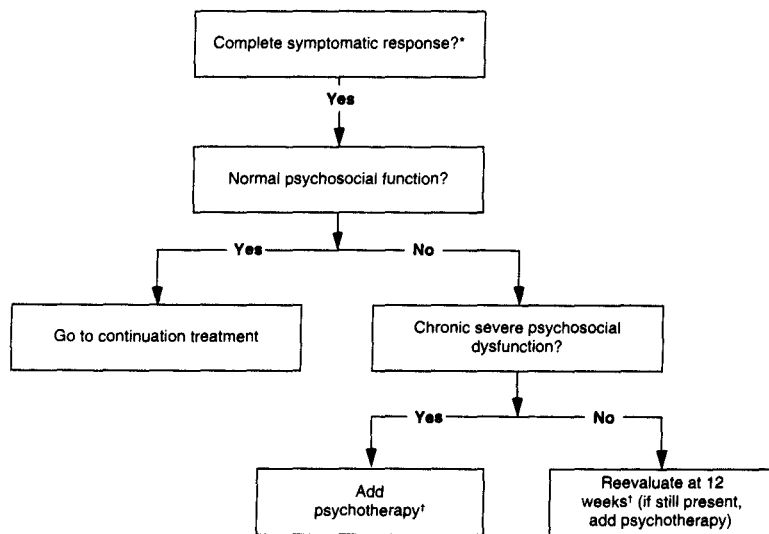 Complete symptomatic response?*
Yes
Normal psychosocial function?
Yes
No
Go to continuation treatment
Chronic severe psychosocial
dysfunction?
Yes
No
Add
psychotherapy†
Reevaluate at 12
weeks† (if still present,
add psychotherapy)